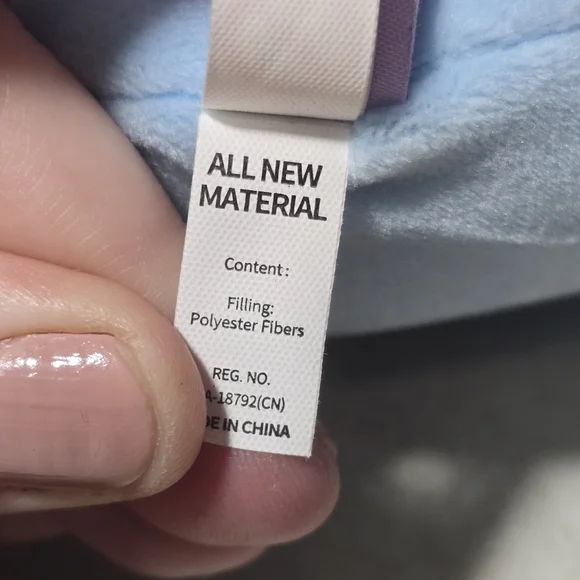 ALL NEW
MATERIAL
Content:
Filling:
Polyester Fibers
REG. NO.
A-18792(CN)
DE IN CHINA